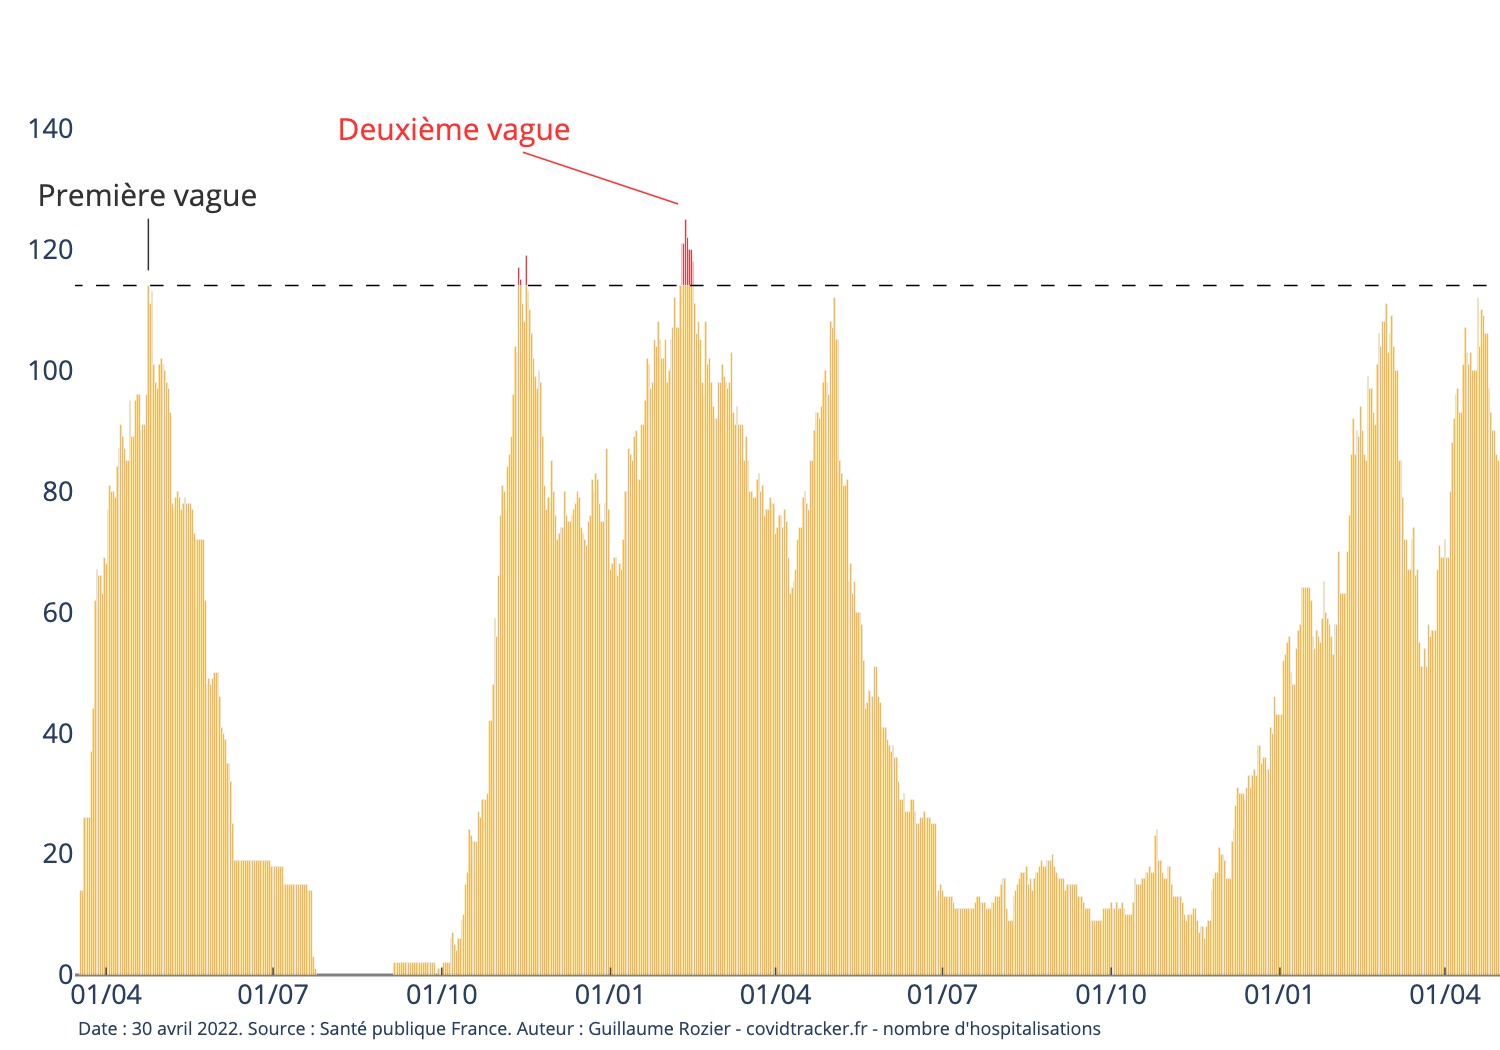 140
Deuxième vague
Première vague
120
100
80
60
40
20
0
01/04 01/07 01/10 01/01 01/04 01/07 01/10 01/01 01/04
Date : 30 avril 2022. Source : Santé publique France. Auteur : Guillaume Rozier - covidtracker.fr - nombre d'hospitalisations